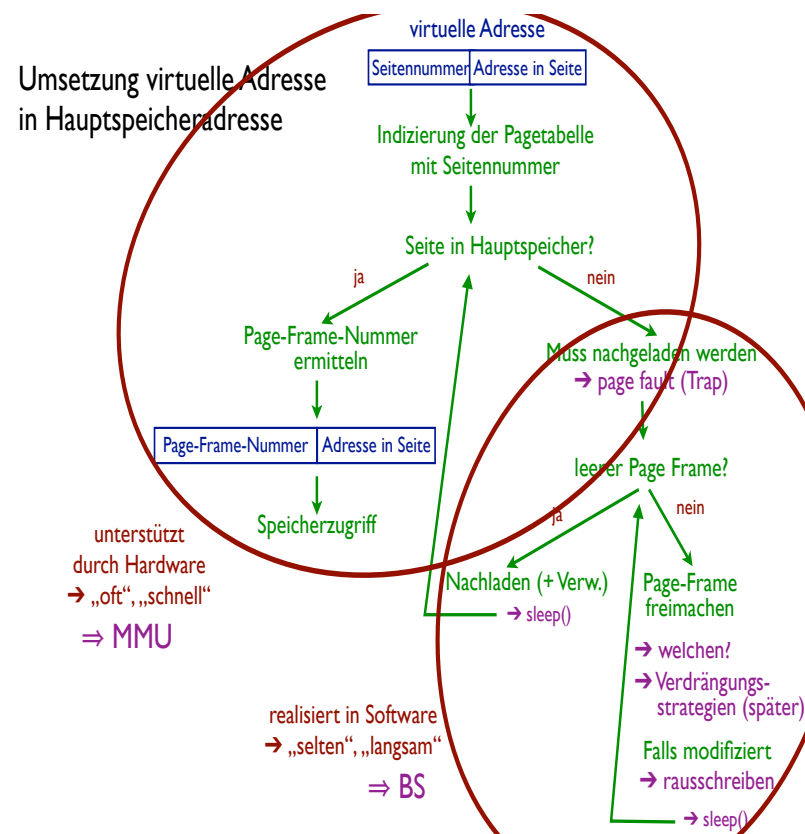 virtuelle Adresse
Umsetzung virtuelle Adresse
in Hauptspeicheradresse
Seitennummer Adresse in Seite
Indizierung der Pagetabelle
mit Seitennummer
Seite in Hauptspeicher?
ja
nein
Page-Frame-Nummer
ermitteln
Muss nachgeladen werden
➔ page fault (Trap)
Page-Frame-Nummer Adresse in Seite
leerer Page Frame?
Speicherzugriff
ja
nein
unterstützt
durch Hardware
➔ „oft“, „schnell“
⇒ MMU
Nachladen (+ Verw.)
➔ sleep()
Page-Frame
freimachen
➔ welchen?
➔ Verdrängungs-
strategien (später)
realisiert in Software
➔ „selten“, „langsam“
⇒ BS
Falls modifiziert
➔ rausschreiben
➔ sleep()